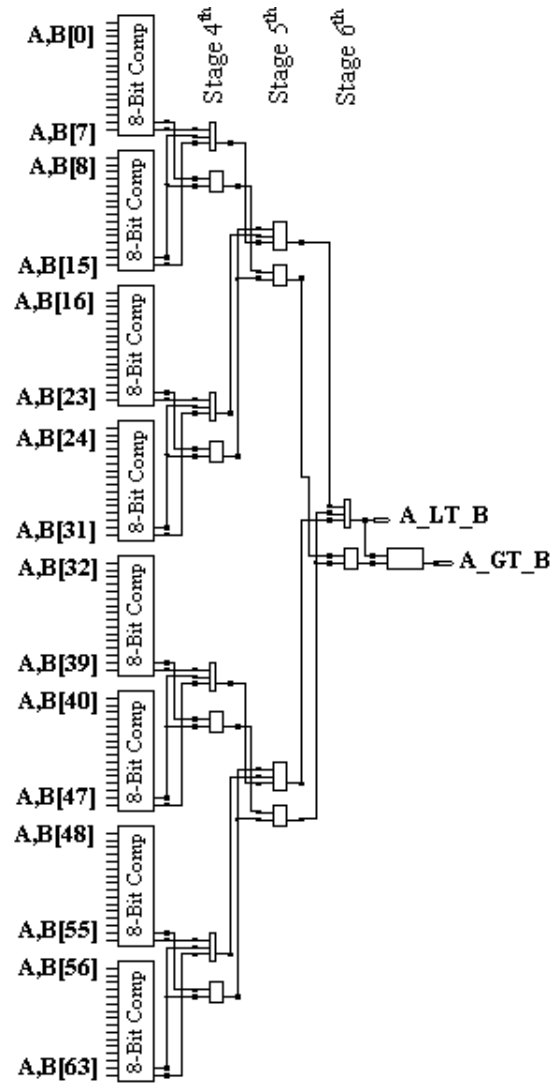 Stage 4th
Stage 5th
Stage 6th
A,B[0]
8-Bit Comp
A,B[7]
A,B[8]
8-Bit Comp
A,B[15]
A,B[16]
8-Bit Comp
A,B[23]
A,B[24]
8-Bit Comp
A,B[31]
A_LT_B
A_GT_B
A,B[32]
8-Bit Comp
A,B[39]
A,B[40]
8-Bit Comp
A,B[47]
A,B[48]
8-Bit Comp
A,B[55]
A,B[56]
8-Bit Comp
A,B[63]